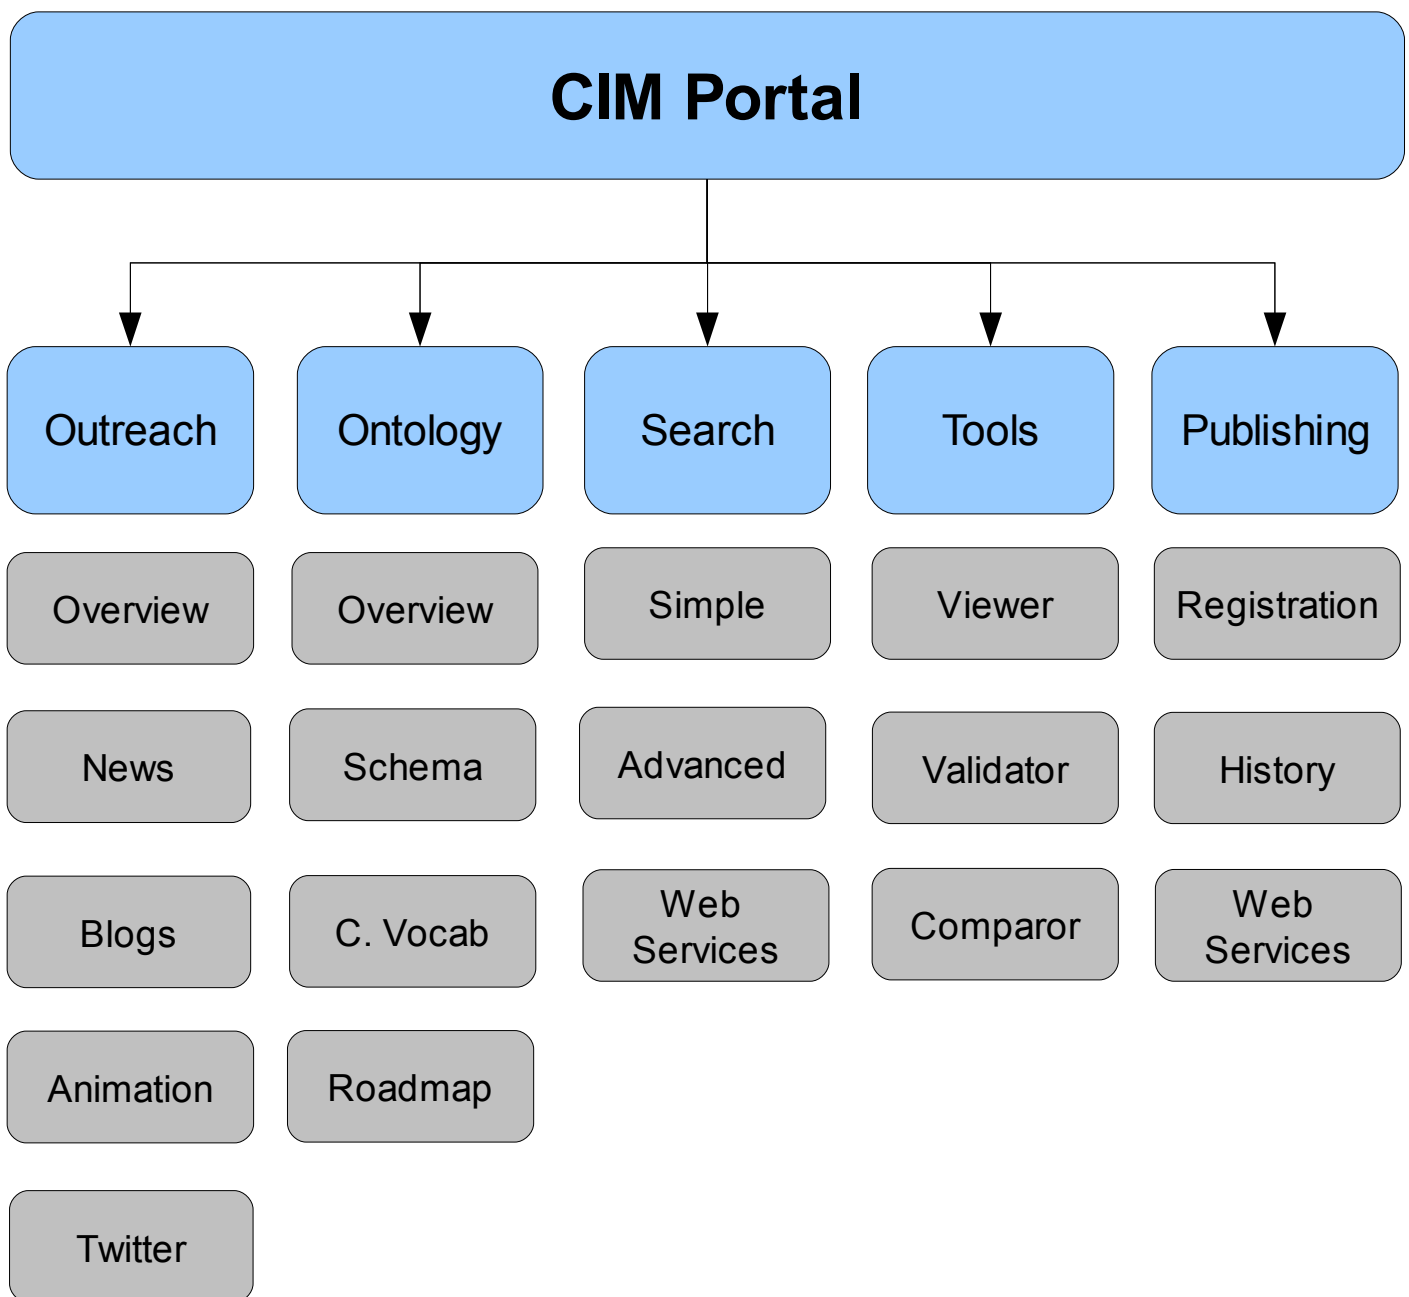 CIM Portal
Outreach
Ontology
Search
Tools
Publishing
Overview
Overview
Simple
Viewer
Registration
News
Schema
Advanced
Validator
History
Blogs
C. Vocab
Web
Services
Comparor
Web
Services
Animation
Roadmap
Twitter